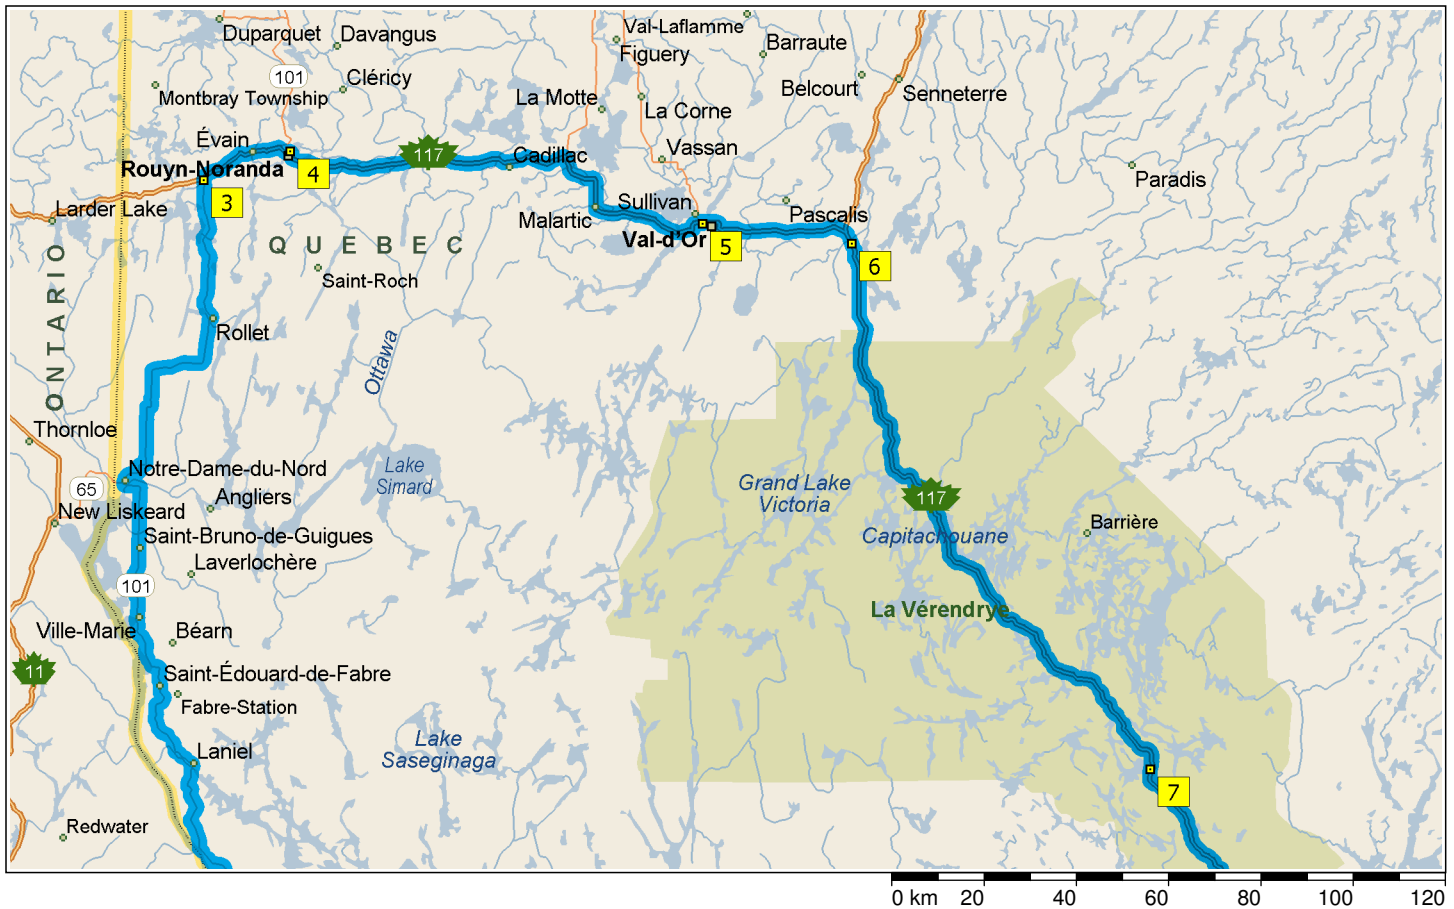 Duparquet
Davangus
Val-Laflamme
Figuery
Barraute
101
Cléricy
Belcourt
Senneterre
Montbray Township
La Motte
La Corne
Évain
117
Cadillac
Vassan
Rouyn-Noranda
4
Paradis
3
Larder Lake
Sullivan
Pascalis
Malartic
Val-d'Or
5
QUEBEC
6
Saint-Roch
ONTARIO
Rollet
Ottawa
Thornloe
Notre-Dame-du-Nord
Lake
Simard
65
Angliers
Grand Lake
Victoria
117
New Liskeard
Barrière
Saint-Bruno-de-Guigues
Capitachouane
Laverlochère
101
La Vérendrye
Ville-Marie
Béarn
11
Saint-Édouard-de-Fabre
Fabre-Station
Laniel
Lake
Saseginaga
7
Redwater
0 km 20 40 60 80 100 120